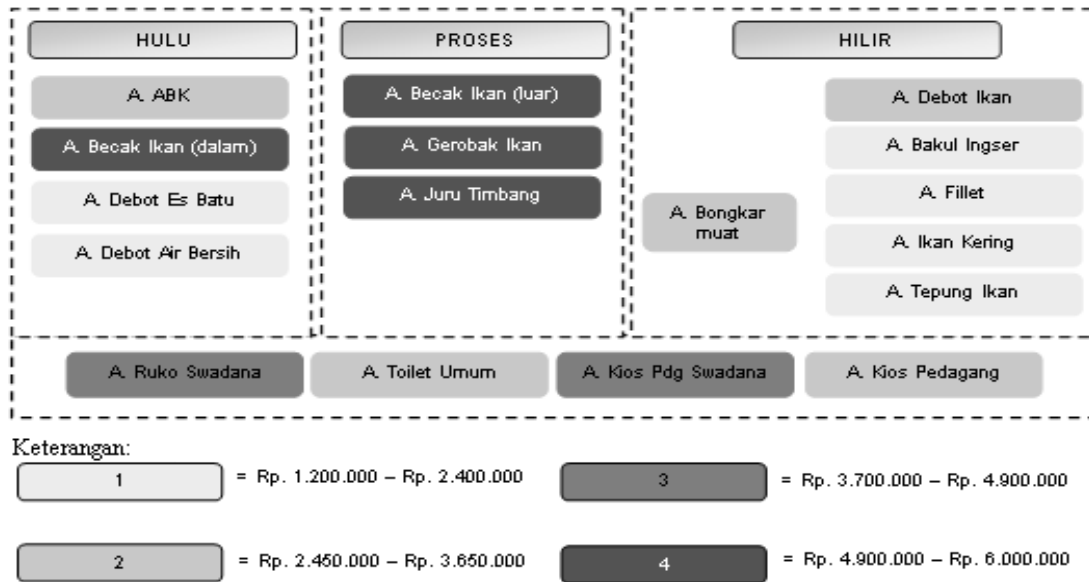 HULU
A. ABK
A. Becak Ikan (dalam)
A. Debot Es Batu
A. Debot Air Bersih
PROSES
A. Becak Ikan (luar)
A. Gerobak Ikan
A. Juru Timbang
HILIR
A. Bongkar
muat
A. Debot Ikan
A. Bakul Ingser
A. Fillet
A. Ikan Kering
A. Tepung Ikan
A. Ruko Swadana
A. Toilet Umum
A. Kios Pdg Swadana
A. Kios Pedagang
Keterangan:
1 = Rp. 1.200.000 – Rp. 2.400.000
3 = Rp. 3.700.000 – Rp. 4.900.000
2 = Rp. 2.450.000 – Rp. 3.650.000
4 = Rp. 4.900.000 – Rp. 6.000.000